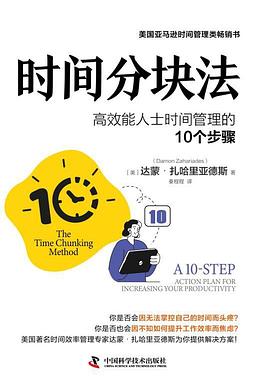 美国亚马逊时间管理类畅销书
时间分块法
高效能人士时间管理的
10个步骤
(Damon Zahariades)
[美] 达蒙·扎哈里亚德斯 著
秦程程 译
10
The
Time Chunking
Method
10
A 10-STEP
ACTION PLAN FOR
INCREASING YOUR PRODUCTIVITY
你是否会因无法掌控自己的时间而头疼?
你是否也会因不知如何提升工作效率而焦虑?
美国著名时间效率管理专家达蒙·扎哈里亚德斯为你提供解决方案!
中国科学技术出版社